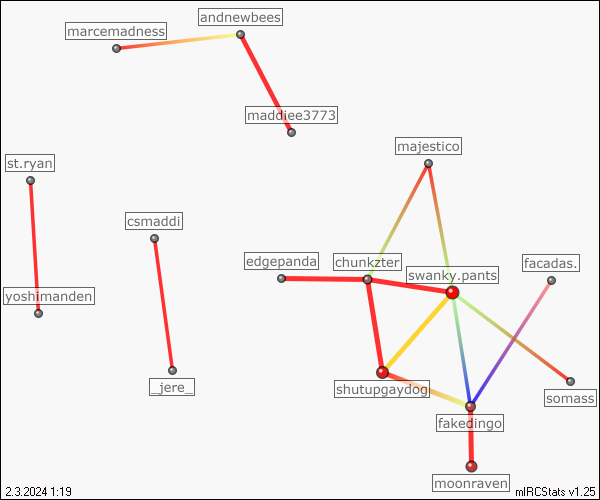 andnewbees
marcemadness
maddiee3773
majestico
st.ryan
csmaddi
edgepanda
chunkzter
facadas.
swanky.pants
yoshimanden
_jere_
shutupgaydog
somass
fakedingo
moonraven
2.3.2024 1:19
mIRCStats v1.25